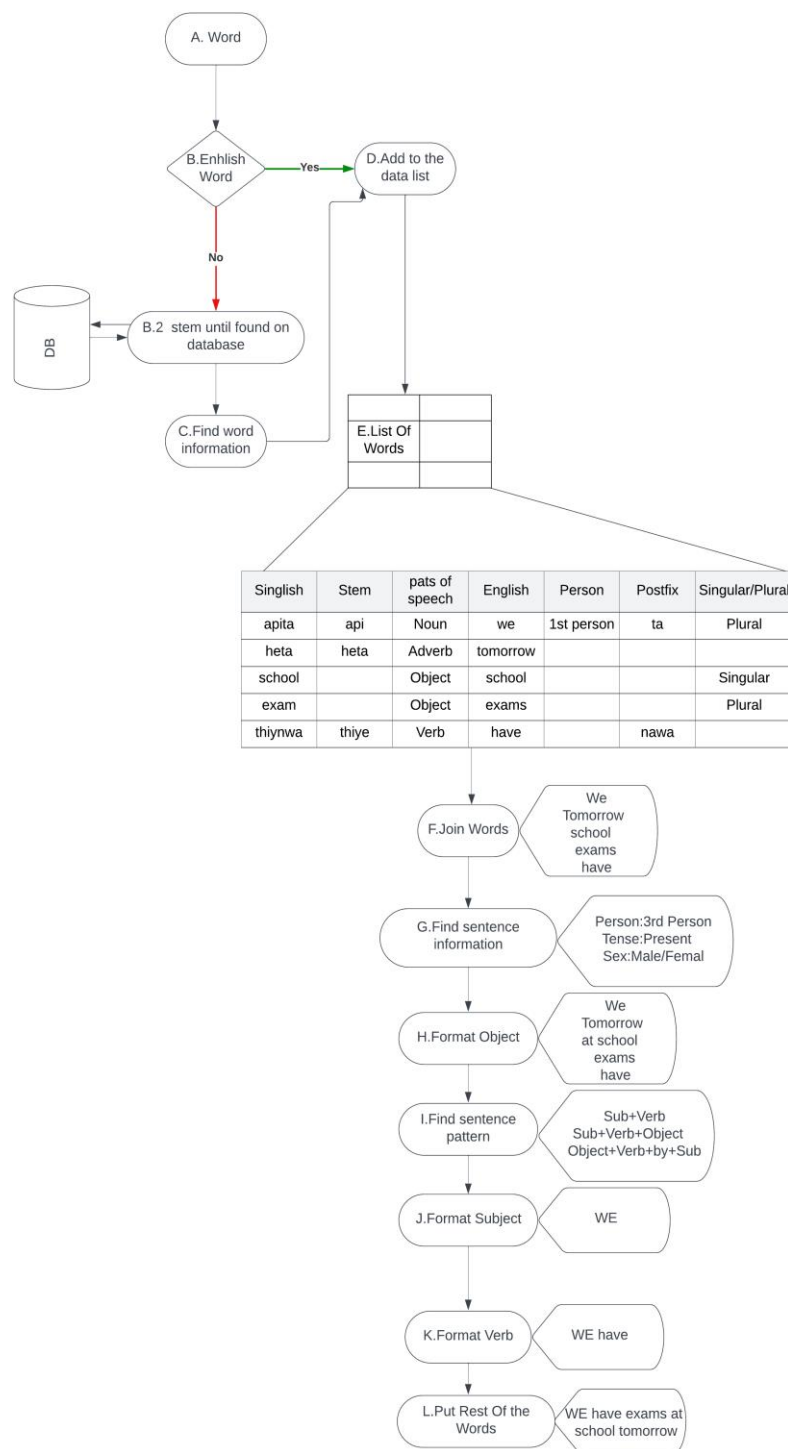 A. Word
B.Enhlish
Word
Yes
D.Add to the
data list
No
DB
B.2 stem until found on
database
C.Find word
information
E.List Of
Words
Singlish Stem pats of speech English Person Postfix Singular/Plural
apita api Noun we 1st person ta Plural
heta heta Adverb tomorrow
school Object school Singular
exam Object exams Plural
thiynwa thiye Verb have nawa
F.Join Words
We
Tomorrow
school
exams
have
G.Find sentence
information
Person:3rd Person
Tense:Present
Sex:Male/Femal
H.Format Object
We
Tomorrow
at school
exams
have
I.Find sentence
pattern
Sub+Verb
Sub+Verb+Object
Object+Verb+by+Sub
J.Format Subject
WE
K.Format Verb
WE have
L.Put Rest Of the
Words
WE have exams at
school tomorrow